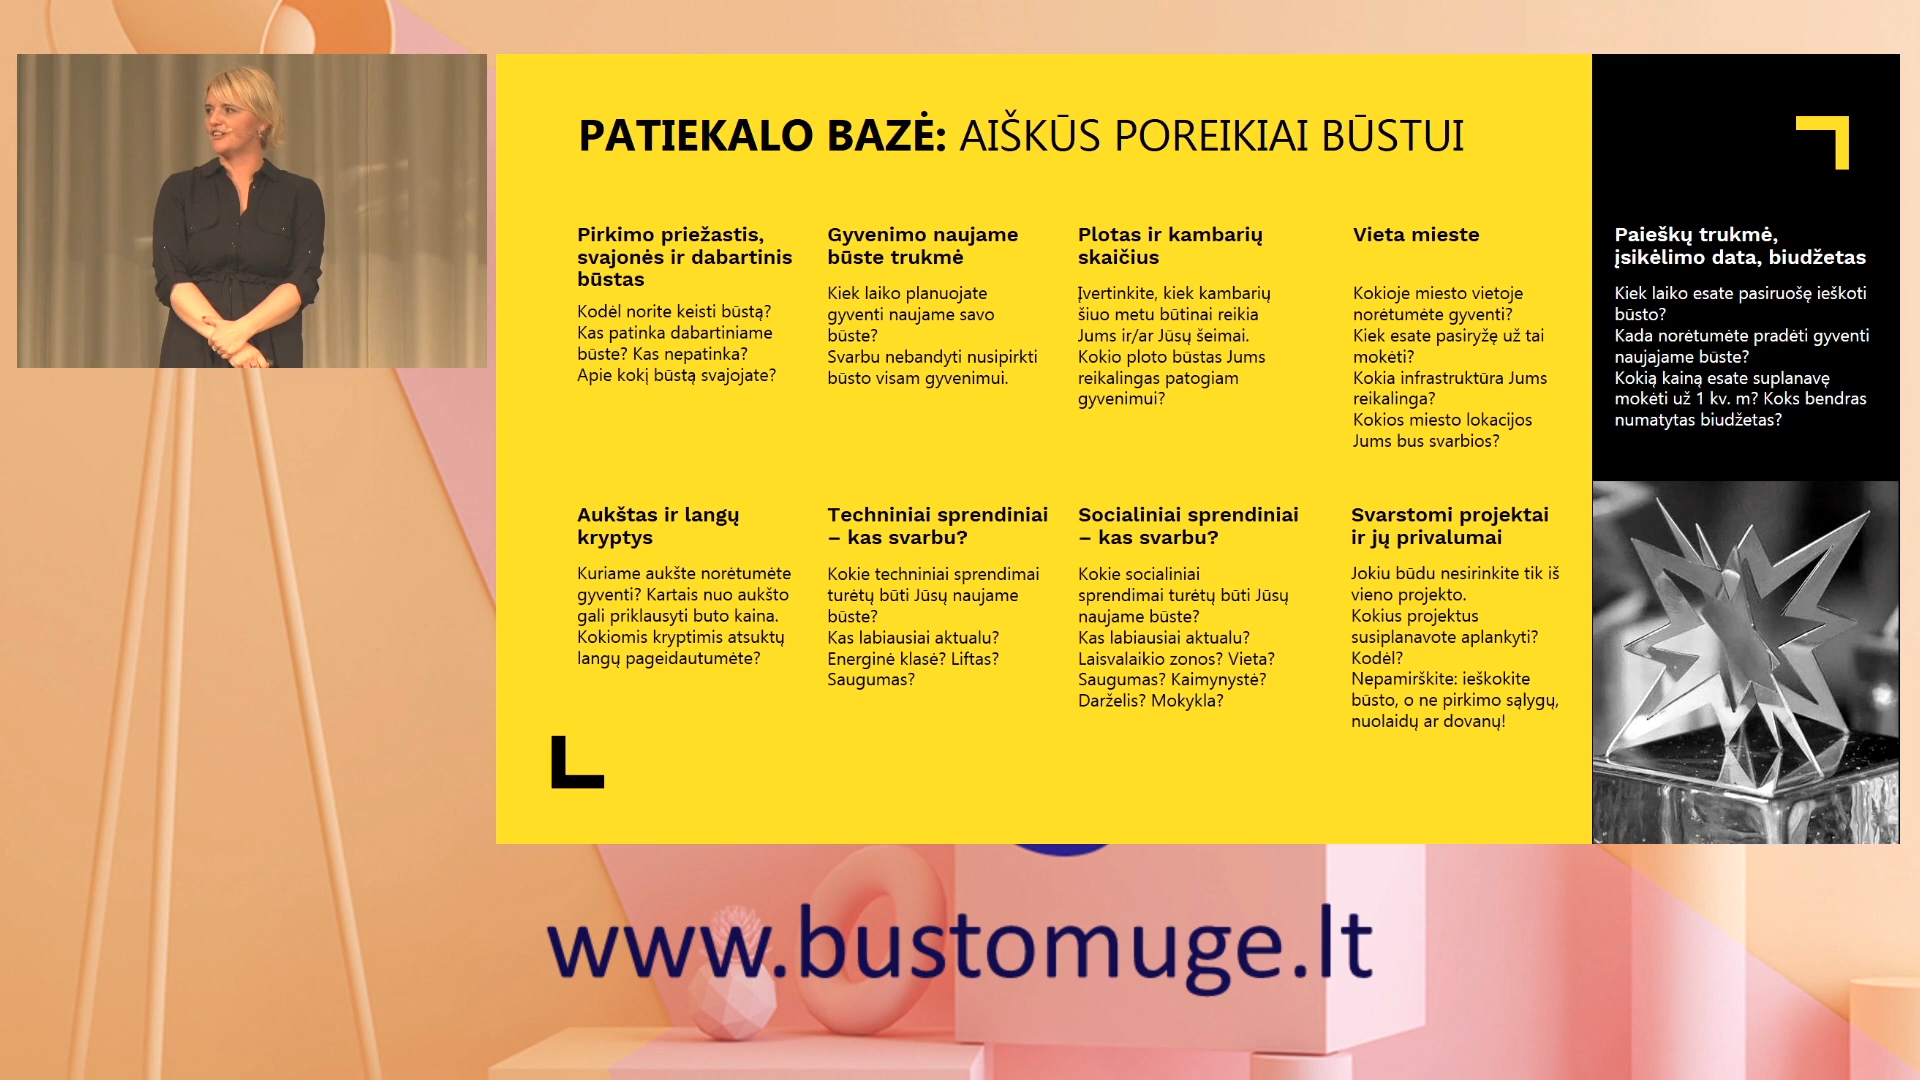 PATIEKALO BAZĖ: AIŠKŪS POREIKIAI BŪSTUI
Pirkimo priežastis,
svajonės ir dabartinis
būstas
Kodėl norite keisti būstą?
Kas patinka dabartiniame
būste? Kas nepatinka?
Apie kokį būstą svajojate?
Gyvenimo naujame
būste trukmė
Kiek laiko planuojate
gyventi naujame savo
būste?
Svarbu nebandyti nusipirkti
būsto visam gyvenimui.
Plotas ir kambarių
skaičius
Įvertinkite, kiek kambarių
šiuo metu būtinai reikia
Jums ir/ar Jūsų šeimai.
Kokio ploto būstas Jums
reikalingas patogiam
gyvenimui?
Vieta mieste
Kokioje miesto vietoje
norėtumėte gyventi?
Kiek esate pasiryžę už tai
mokėti?
Kokia infrastruktūra Jums
reikalinga?
Kokios miesto lokacijos
Jums bus svarbios?
Paieškų trukmė,
įsikėlimo data, biudžetas
Kiek laiko esate pasiruošę ieškoti
būsto?
Kada norėtumėte pradėti gyventi
naujajame būste?
Kokią kainą esate suplanavę
mokėti už 1 kv. m? Koks bendras
numatytas biudžetas?
Aukštas ir langų
kryptys
Kuriame aukšte norėtumėte
gyventi? Kartais nuo aukšto
gali priklausyti buto kaina.
Kokiomis kryptimis atsuktų
langų pageidautumėte?
Techniniai sprendiniai
– kas svarbu?
Kokie techniniai sprendimai
turėtų būti Jūsų naujame
būste?
Kas labiausiai aktualu?
Energinė klasė? Liftas?
Saugumas?
Socialiniai sprendiniai
– kas svarbu?
Kokie socialiniai
sprendimai turėtų būti Jūsų
naujame būste?
Kas labiausiai aktualu?
Laisvalaikio zonos? Vieta?
Saugumas? Kaimynystė?
Darželis? Mokykla?
Svarstomi projektai
ir jų privalumai
Jokiu būdu nesirinkite tik iš
vieno projekto.
Kokius projektus
susiplanavote aplankyti?
Kodėl?
Nepamirškite: ieškokite
būsto, o ne pirkimo sąlygų,
nuolaidų ar dovanų!
www.bustomuge.lt